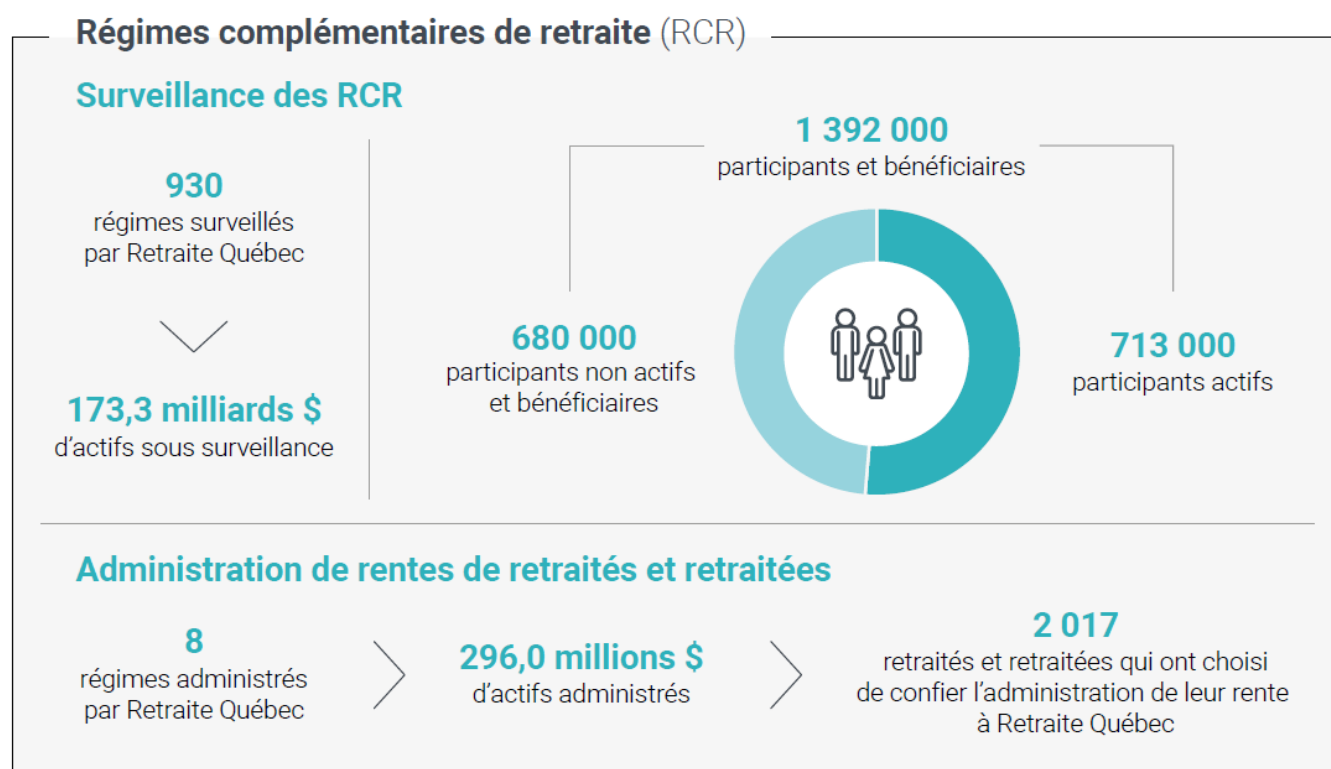 Régimes complémentaires de retraite (RCR)
Surveillance des RCR
930
régimes surveillés
par Retraite Québec
173,3 milliards $
d’actifs sous surveillance
1 392 000
participants et bénéficiaires
680 000
participants non actifs
et bénéficiaires
713 000
participants actifs
Administration de rentes de retraités et retraitées
8
régimes administrés
par Retraite Québec
296,0 millions $
d’actifs administrés
2 017
retraités et retraitées qui ont choisi
de confier l’administration de leur rente
à Retraite Québec